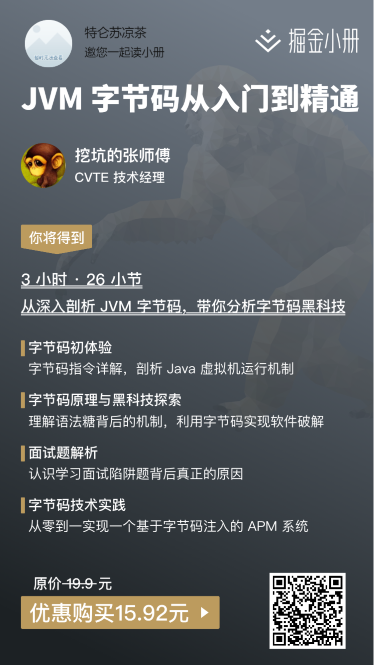 特仑苏凉茶
邀您一起读小册
掘金小册
JVM 字节码从入门到精通
挖坑的张师傅
CVTE 技术经理
你将得到
3 小时 · 26 小节
从深入剖析 JVM 字节码，带你分析字节码黑科技
字节码初体验
字节码指令详解，剖析 Java 虚拟机运行机制
字节码原理与黑科技探索
理解语法糖背后的机制，利用字节码实现软件破解
面试题解析
认识学习面试陷阱题背后真正的原因
字节码技术实践
从零到一实现一个基于字节码注入的 APM 系统
原价 19.9 元
优惠购买15.92元